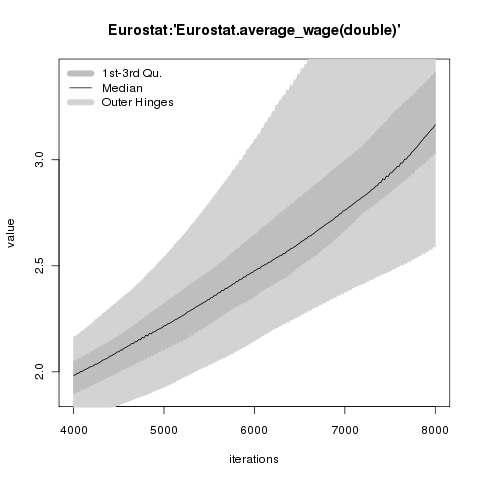 Eurostat:'Eurostat.average_wage(double)'
1st-3rd Qu.
Median
Outer Hinges
value
3.0
2.5
2.0
4000 5000 6000 7000 8000
iterations